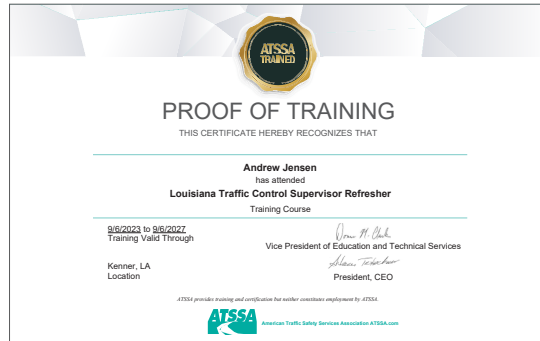 ATSSA
TRAINED
PROOF OF TRAINING
THIS CERTIFICATE HEREBY RECOGNIZES THAT
Andrew Jensen
has attended
Louisiana Traffic Control Supervisor Refresher
Training Course
9/6/2023 to 9/6/2027
Training Valid Through
Vice President of Education and Technical Services
Kenner, LA
Location
President, CEO
ATSSA provides training and certification but neither constitutes employment by ATSSA
ATSSA American Traffic Safety Services Association ATSSA.com